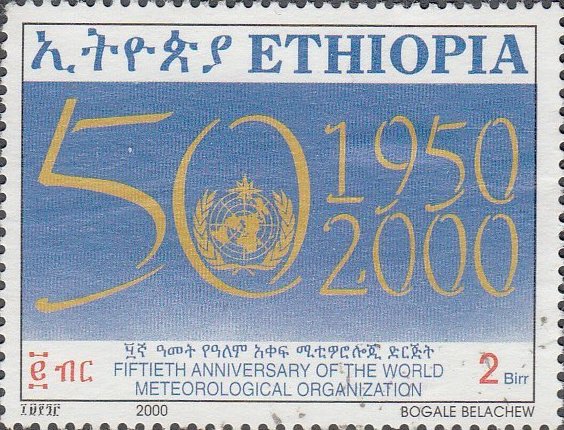 ኢትዮጵያ ETHIOPIA
50 1950
2000
፶ኛ ዓመት የዓለም አቀፍ ሚቲዎሮሎጂ ድርጅት
፪ ብር FIFTIETH ANNIVERSARY OF THE WORLD 2 Birr
METEOROLOGICAL ORGANIZATION
2000 BOGALE BELACHEW